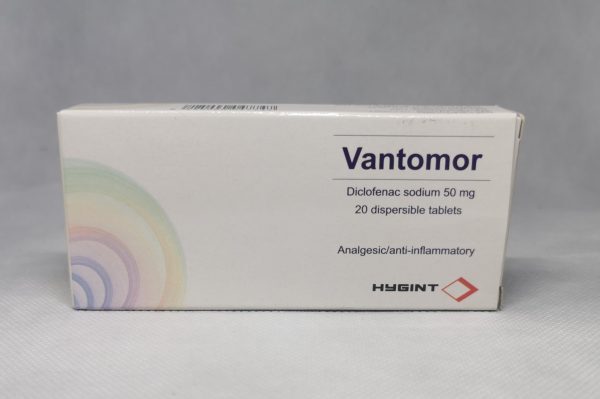 Vantomor
Diclofenac sodium 50 mg
20 dispersible tablets
Analgesic/anti-inflammatory
HYGINT